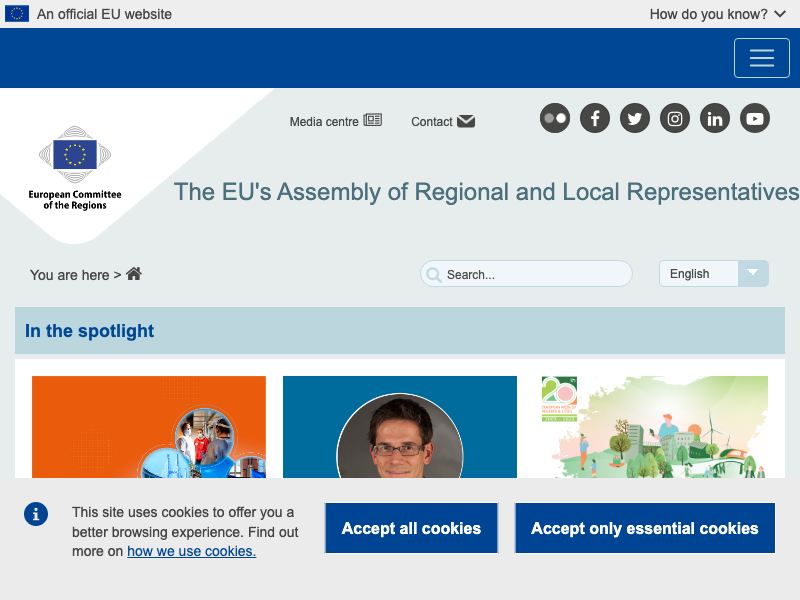 An official EU website
How do you know?
Media centre
Contact
European Committee
of the Regions
The EU's Assembly of Regional and Local Representatives
You are here >
Search...
English
In the spotlight
20
This site uses cookies to offer you a
better browsing experience. Find out
more on how we use cookies.
Accept all cookies
Accept only essential cookies